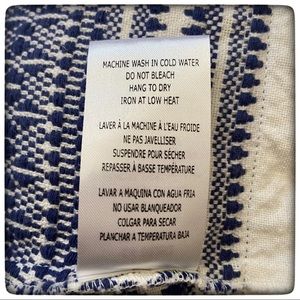 MACHINE WASH IN COLD WATER
DO NOT BLEACH
HANG TO DRY
IRON AT LOW HEAT
LAVER À LA MACHINE À L'EAU FROIDE
NE PAS JAVELLISER
SUSPENDRE POUR SÉCHER
REPASSER À BASSE TEMPÉRATURE
LAVAR A MAQUINA CON AGUA FRIA
NO USAR BLANQUEADOR
COLGAR PARA SECAR
PLANCHAR A TEMPERATURA BAJA